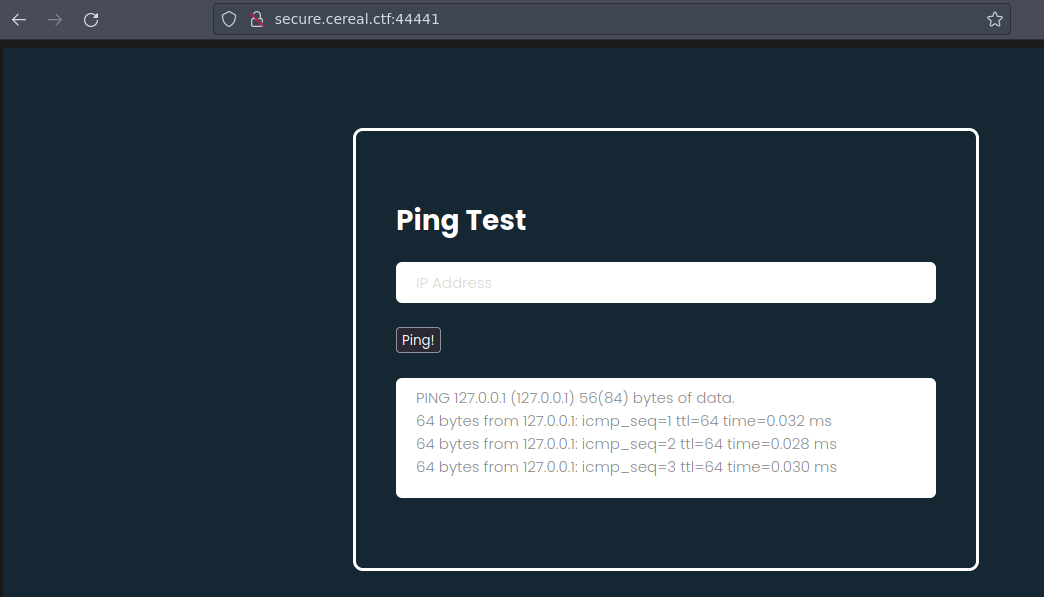 secure.cereal.ctf:44441
Ping Test
IP Address
Ping!
PING 127.0.0.1 (127.0.0.1) 56(84) bytes of data.
64 bytes from 127.0.0.1: icmp_seq=1 ttl=64 time=0.032 ms
64 bytes from 127.0.0.1: icmp_seq=2 ttl=64 time=0.028 ms
64 bytes from 127.0.0.1: icmp_seq=3 ttl=64 time=0.030 ms